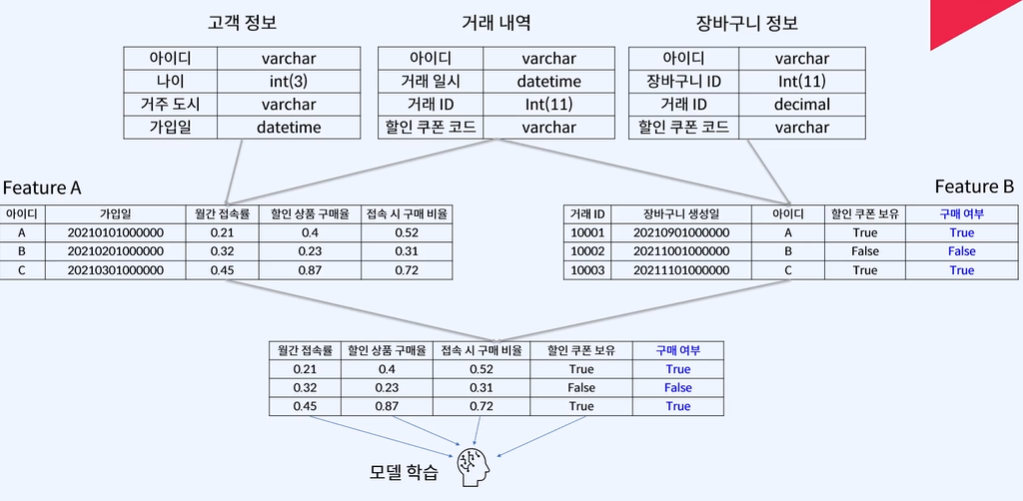 고객 정보 거래 내역 장바구니 정보
아이디 varchar 아이디 varchar 아이디 varchar
나이 int(3) 거래 일시 datetime 장바구니 ID Int(11)
거주 도시 varchar 거래 ID Int(11) 거래 ID decimal
가입일 datetime 할인 쿠폰 코드 varchar 할인 쿠폰 코드 varchar
Feature A Feature B
아이디 가입일 월간 접속률 할인 상품 구매율 접속 시 구매 비율 거래 ID 장바구니 생성일 아이디 할인 쿠폰 보유 구매 여부
A 20210101000000 0.21 0.4 0.52 10001 20210901000000 A True True
B 20210201000000 0.32 0.23 0.31 10002 20211001000000 B False False
C 20210301000000 0.45 0.87 0.72 10003 20211101000000 C True True
월간 접속률 할인 상품 구매율 접속 시 구매 비율 할인 쿠폰 보유 구매 여부
0.21 0.4 0.52 True True
0.32 0.23 0.31 False False
0.45 0.87 0.72 True True
모델 학습